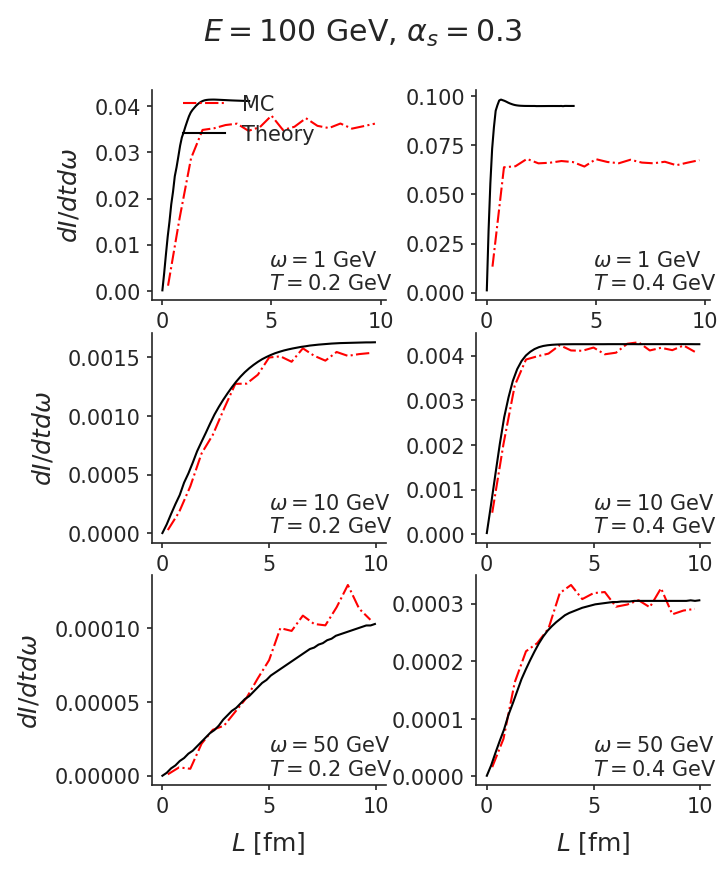 E = 100 GeV, αs = 0.3
dI/dtdω
0.04
0.03
0.02
0.01
0.00
MC
Theory
ω = 1 GeV
T = 0.2 GeV
0 5 10
0.100
0.075
0.050
0.025
0.000
ω = 1 GeV
T = 0.4 GeV
0 5 10
dI/dtdω
0.0015
0.0010
0.0005
0.0000
ω = 10 GeV
T = 0.2 GeV
0 5 10
0.004
0.003
0.002
0.001
0.000
ω = 10 GeV
T = 0.4 GeV
0 5 10
dI/dtdω
0.00010
0.00005
0.00000
ω = 50 GeV
T = 0.2 GeV
0 5 10
L [fm]
0.0003
0.0002
0.0001
0.0000
ω = 50 GeV
T = 0.4 GeV
0 5 10
L [fm]